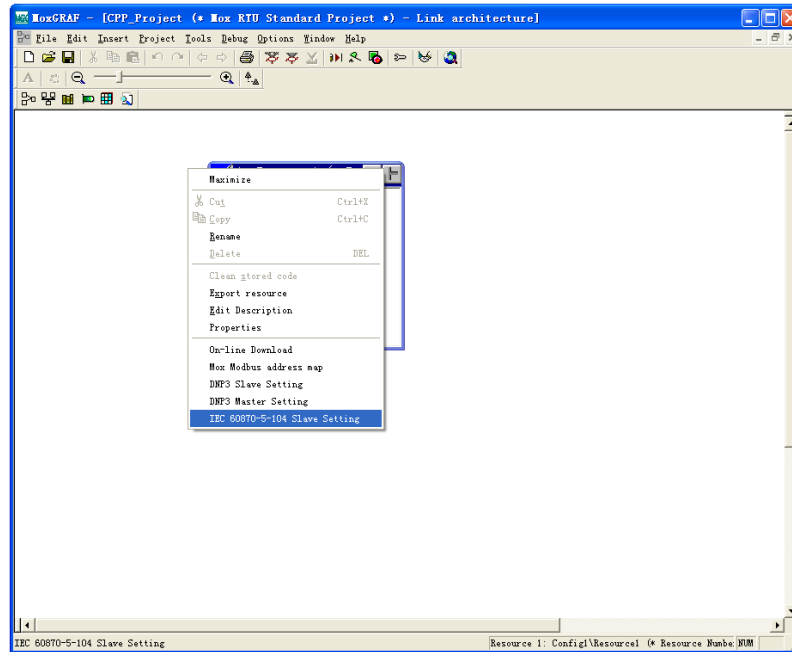 MoxGRAF - [CPP_Project (* Mox RTU Standard Project *) - Link architecture]
File Edit Insert Project Tools Debug Options Window Help
Maximize
Cut Ctrl+X
Copy Ctrl+C
Rename
Delete DEL
Clean stored code
Export resource
Edit Description
Properties
On-line Download
Mox Modbus address map
DNP3 Slave Setting
DNP3 Master Setting
IEC 60870-5-104 Slave Setting
IEC 60870-5-104 Slave Setting Resource 1: Config1\Resource1 (* Resource Numbe: NUM